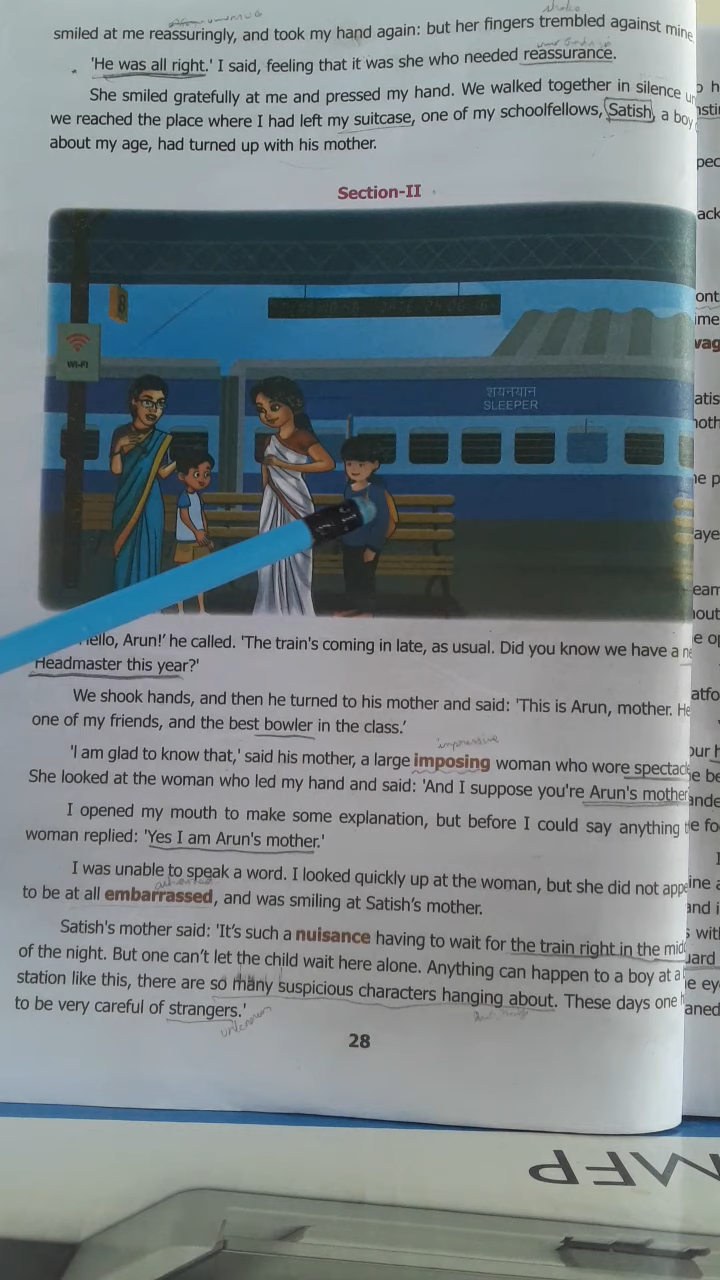 smiled at me reassuringly, and took my hand again: but her fingers trembled against mine
'He was all right.' I said, feeling that it was she who needed reassurance.
She smiled gratefully at me and pressed my hand. We walked together in silence
we reached the place where I had left my suitcase, one of my schoolfellows, Satish, a boy
about my age, had turned up with his mother.
Section-II
Wi-Fi
शयनयान
SLEEPER
Arun!' he called. 'The train's coming in late, as usual. Did you know we have a
Headmaster this year?'
We shook hands, and then he turned to his mother and said: 'This is Arun, mother. He
one of my friends, and the best bowler in the class.'
impressive
'I am glad to know that,' said his mother, a large imposing woman who wore
She looked at the woman who led my hand and said: 'And I suppose you're Arun's mother
I opened my mouth to make some explanation, but before I could say anything
woman replied: 'Yes I am Arun's mother.'
I was unable to speak a word. I looked quickly up at the woman, but she did not
to be at all embarrassed, and was smiling at Satish's mother.
Satish's mother said: 'It's such a nuisance having to wait for the train right in the
of the night. But one can't let the child wait here alone. Anything can happen to a boy at a
station like this, there are so many suspicious characters hanging about. These days one
to be very careful of strangers.'
unknown
28